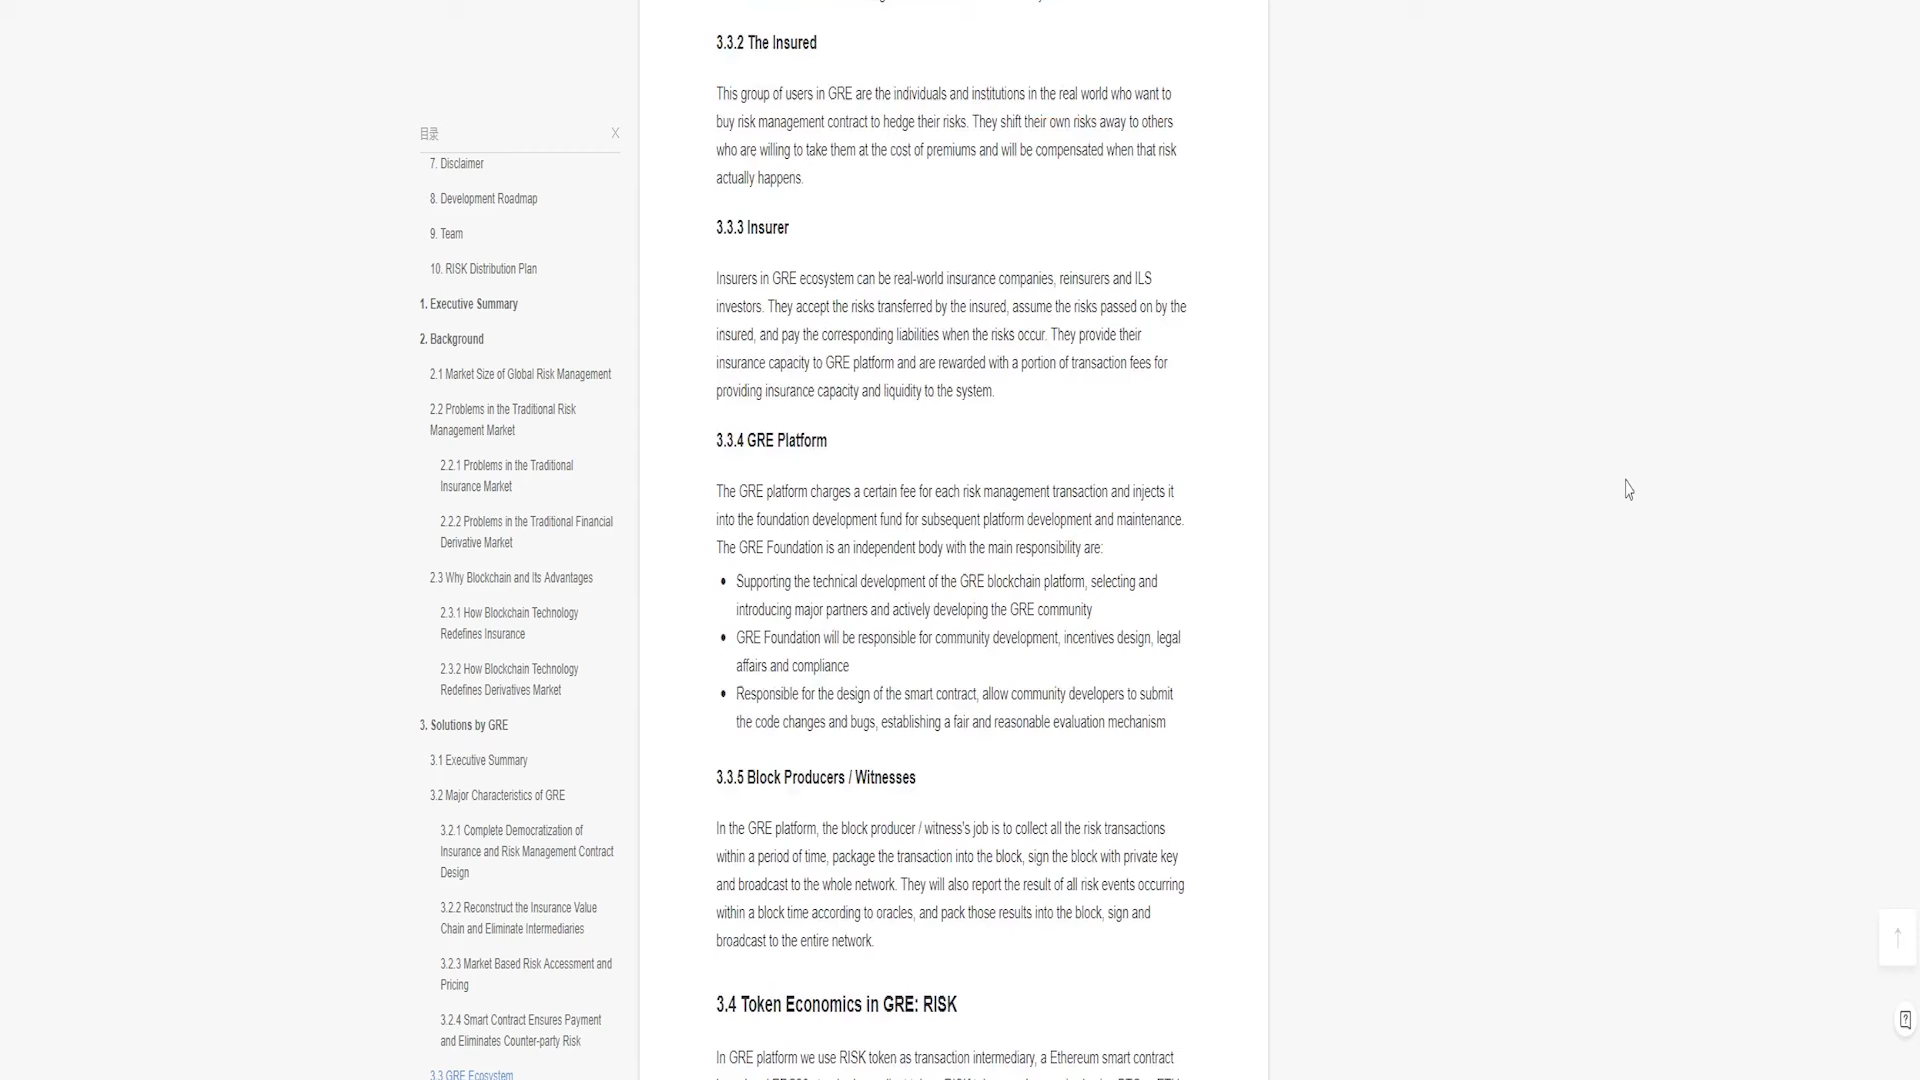 目录
X
7. Disclaimer
8. Development Roadmap
9. Team
10. RISK Distribution Plan
1. Executive Summary
2. Background
2.1 Market Size of Global Risk Management
2.2 Problems in the Traditional Risk
Management Market
2.2.1 Problems in the Traditional
Insurance Market
2.2.2 Problems in the Traditional Financial
Derivative Market
2.3 Why Blockchain and Its Advantages
2.3.1 How Blockchain Technology
Redefines Insurance
2.3.2 How Blockchain Technology
Redefines Derivatives Market
3. Solutions by GRE
3.1 Executive Summary
3.2 Major Characteristics of GRE
3.2.1 Complete Democratization of
Insurance and Risk Management Contract
Design
3.2.2 Reconstruct the Insurance Value
Chain and Eliminate Intermediaries
3.2.3 Market Based Risk Assessment and
Pricing
3.2.4 Smart Contract Ensures Payment
and Eliminates Counter-party Risk
3.3 GRE Ecosystem
3.3.2 The Insured
This group of users in GRE are the individuals and institutions in the real world who want to
buy risk management contract to hedge their risks. They shift their own risks away to others
who are willing to take them at the cost of premiums and will be compensated when that risk
actually happens.
3.3.3 Insurer
Insurers in GRE ecosystem can be real-world insurance companies, reinsurers and ILS
investors. They accept the risks transferred by the insured, assume the risks passed on by the
insured, and pay the corresponding liabilities when the risks occur. They provide their
insurance capacity to GRE platform and are rewarded with a portion of transaction fees for
providing insurance capacity and liquidity to the system.
3.3.4 GRE Platform
The GRE platform charges a certain fee for each risk management transaction and injects it
into the foundation development fund for subsequent platform development and maintenance.
The GRE Foundation is an independent body with the main responsibility are:
• Supporting the technical development of the GRE blockchain platform, selecting and
introducing major partners and actively developing the GRE community
• GRE Foundation will be responsible for community development, incentives design, legal
affairs and compliance
• Responsible for the design of the smart contract, allow community developers to submit
the code changes and bugs, establishing a fair and reasonable evaluation mechanism
3.3.5 Block Producers / Witnesses
In the GRE platform, the block producer / witness's job is to collect all the risk transactions
within a period of time, package the transaction into the block, sign the block with private key
and broadcast to the whole network. They will also report the result of all risk events occurring
within a block time according to oracles, and pack those results into the block, sign and
broadcast to the entire network.
3.4 Token Economics in GRE: RISK
In GRE platform we use RISK token as transaction intermediary, a Ethereum smart contract